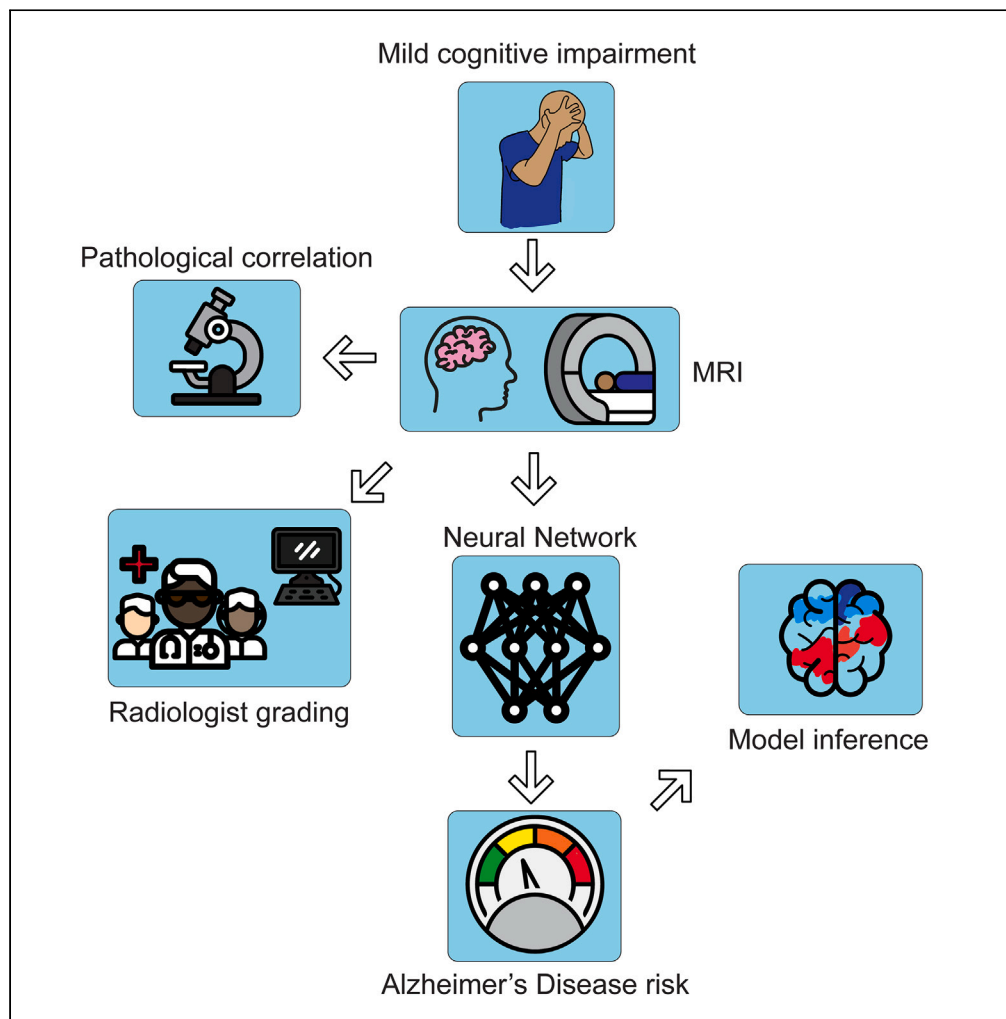 Mild cognitive impairment
Pathological correlation
MRI
Neural Network
Radiologist grading
Model inference
Alzheimer's Disease risk